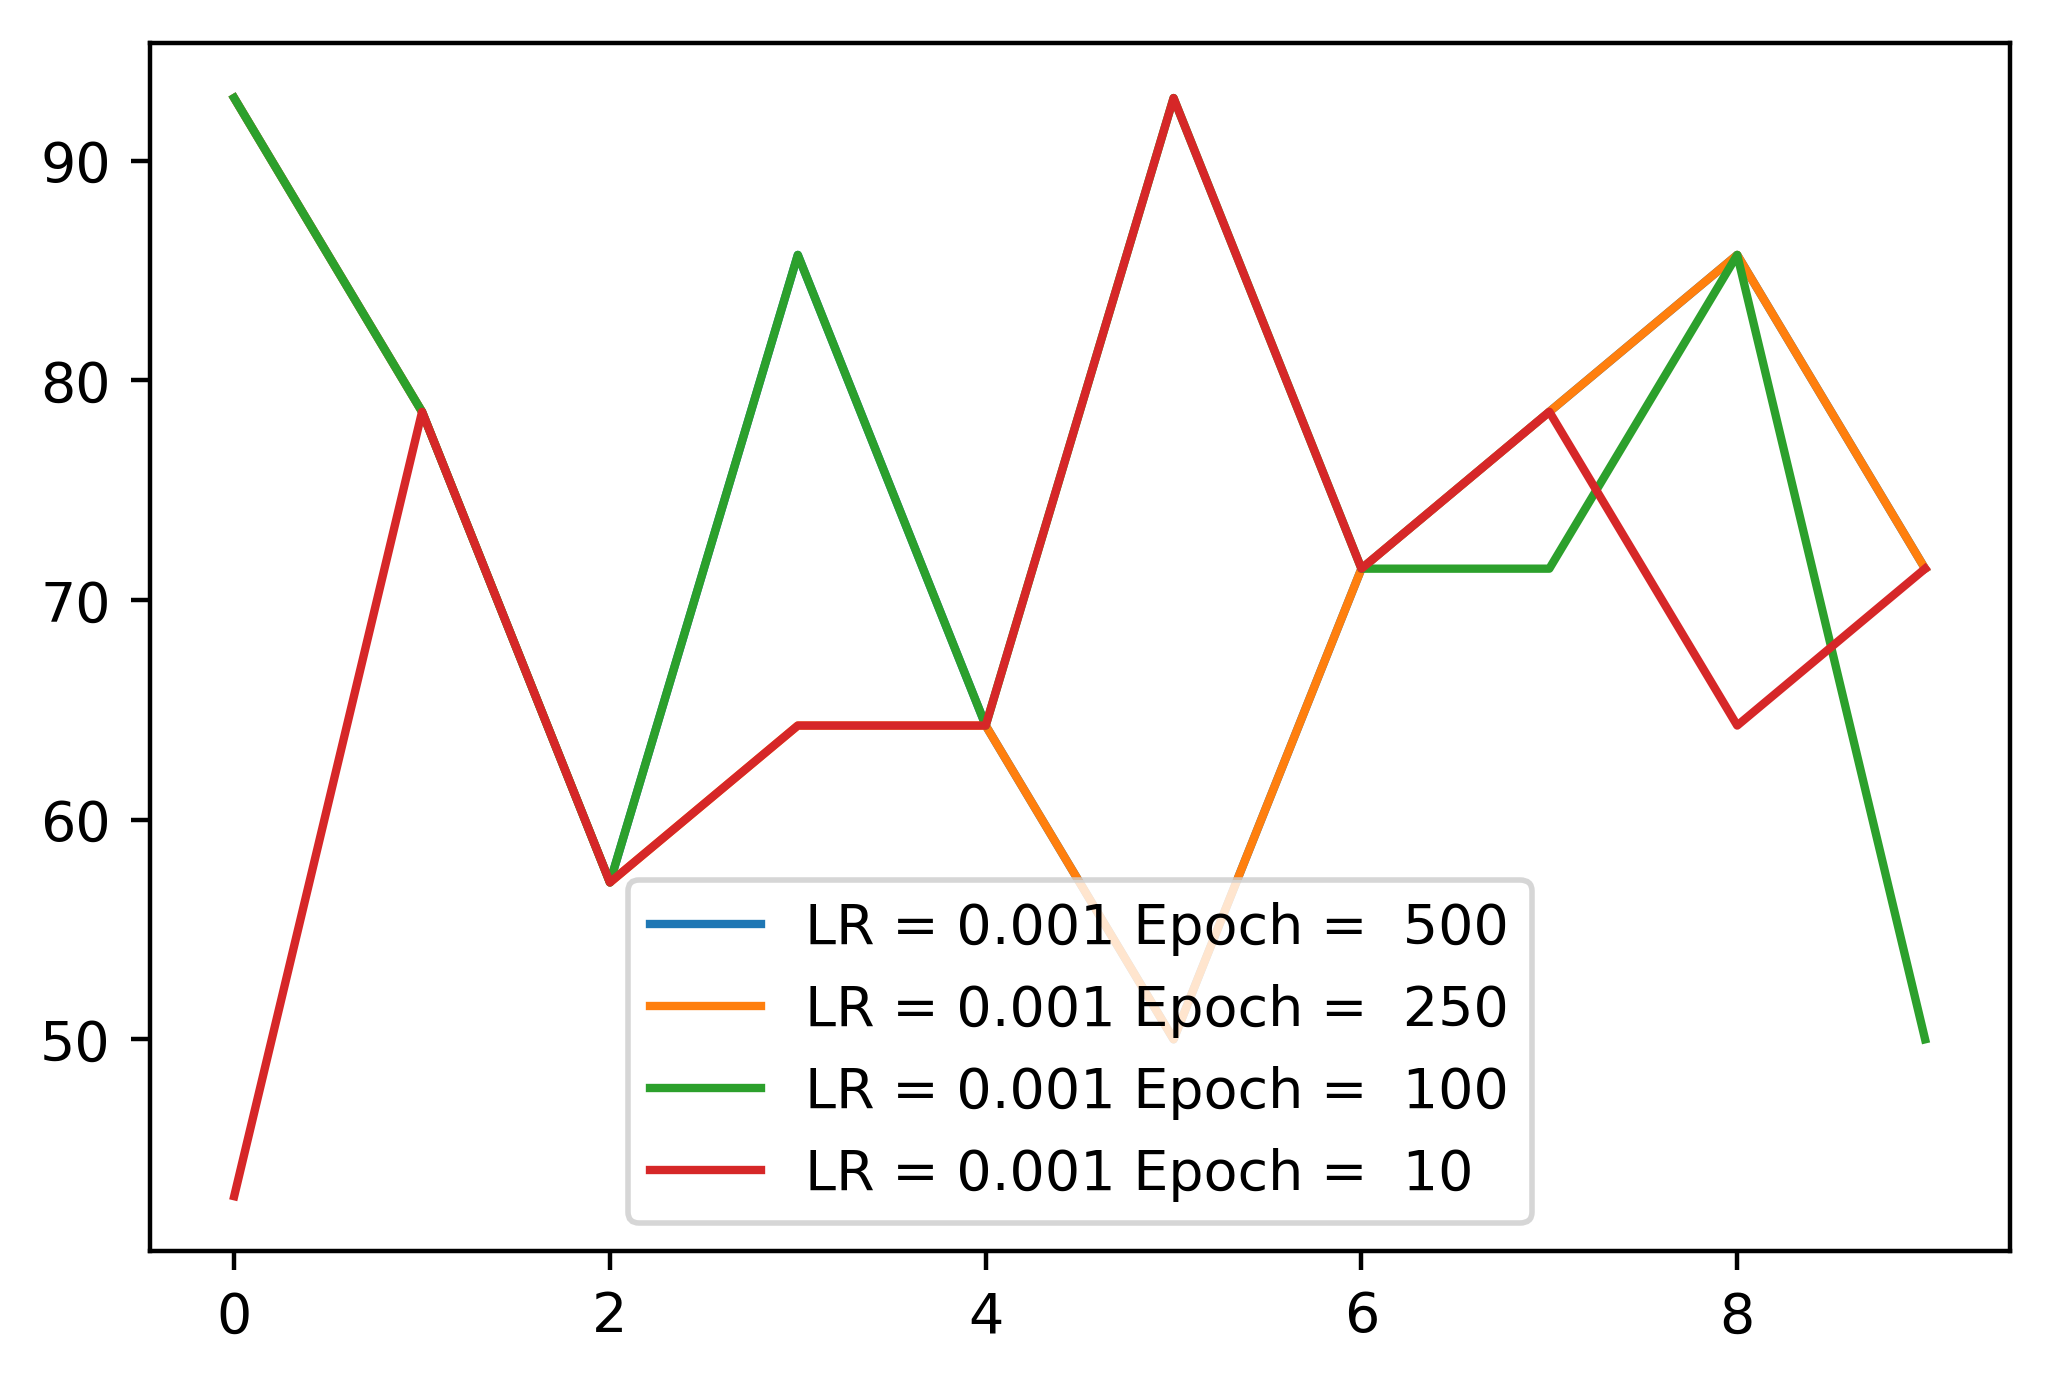 90
80
70
60
50
LR = 0.001 Epoch =  500
LR = 0.001 Epoch =  250
LR = 0.001 Epoch =  100
LR = 0.001 Epoch =  10
0 2 4 6 8